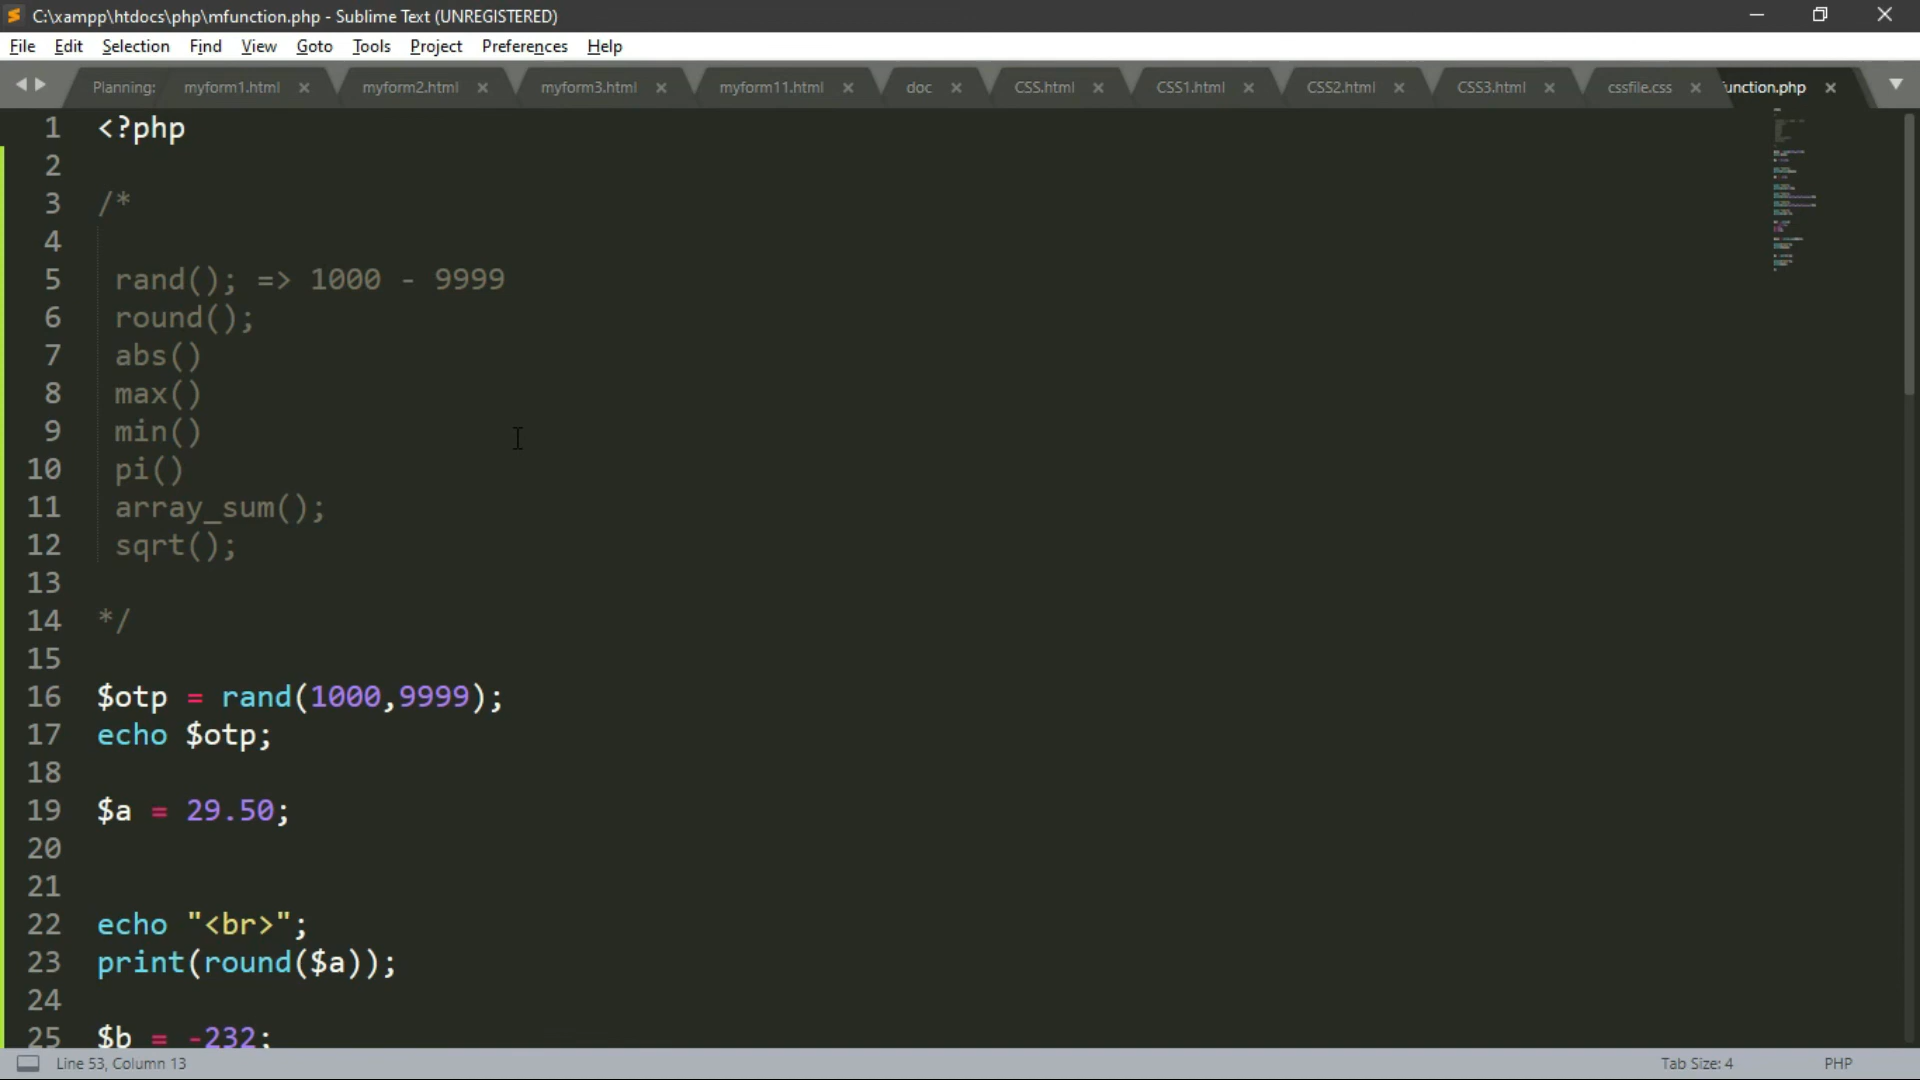 C:\xampp\htdocs\php\mfunction.php - Sublime Text (UNREGISTERED)
File Edit Selection Find View Goto Tools Project Preferences Help
Planning: myform1.html myform2.html myform3.html myform11.html doc CSS.html CSS1.html CSS2.html CSS3.html cssfile.css unction.php
1 <?php
2
3 /*
4
5 rand(); => 1000 - 9999
6 round();
7 abs()
8 max()
9 min()
10 pi()
11 array_sum();
12 sqrt();
13
14 */
15
16 $otp = rand(1000,9999);
17 echo $otp;
18
19 $a = 29.50;
20
21
22 echo "<br>";
23 print(round($a));
24
25 $b = -232;
Line 53, Column 13
Tab Size: 4
PHP